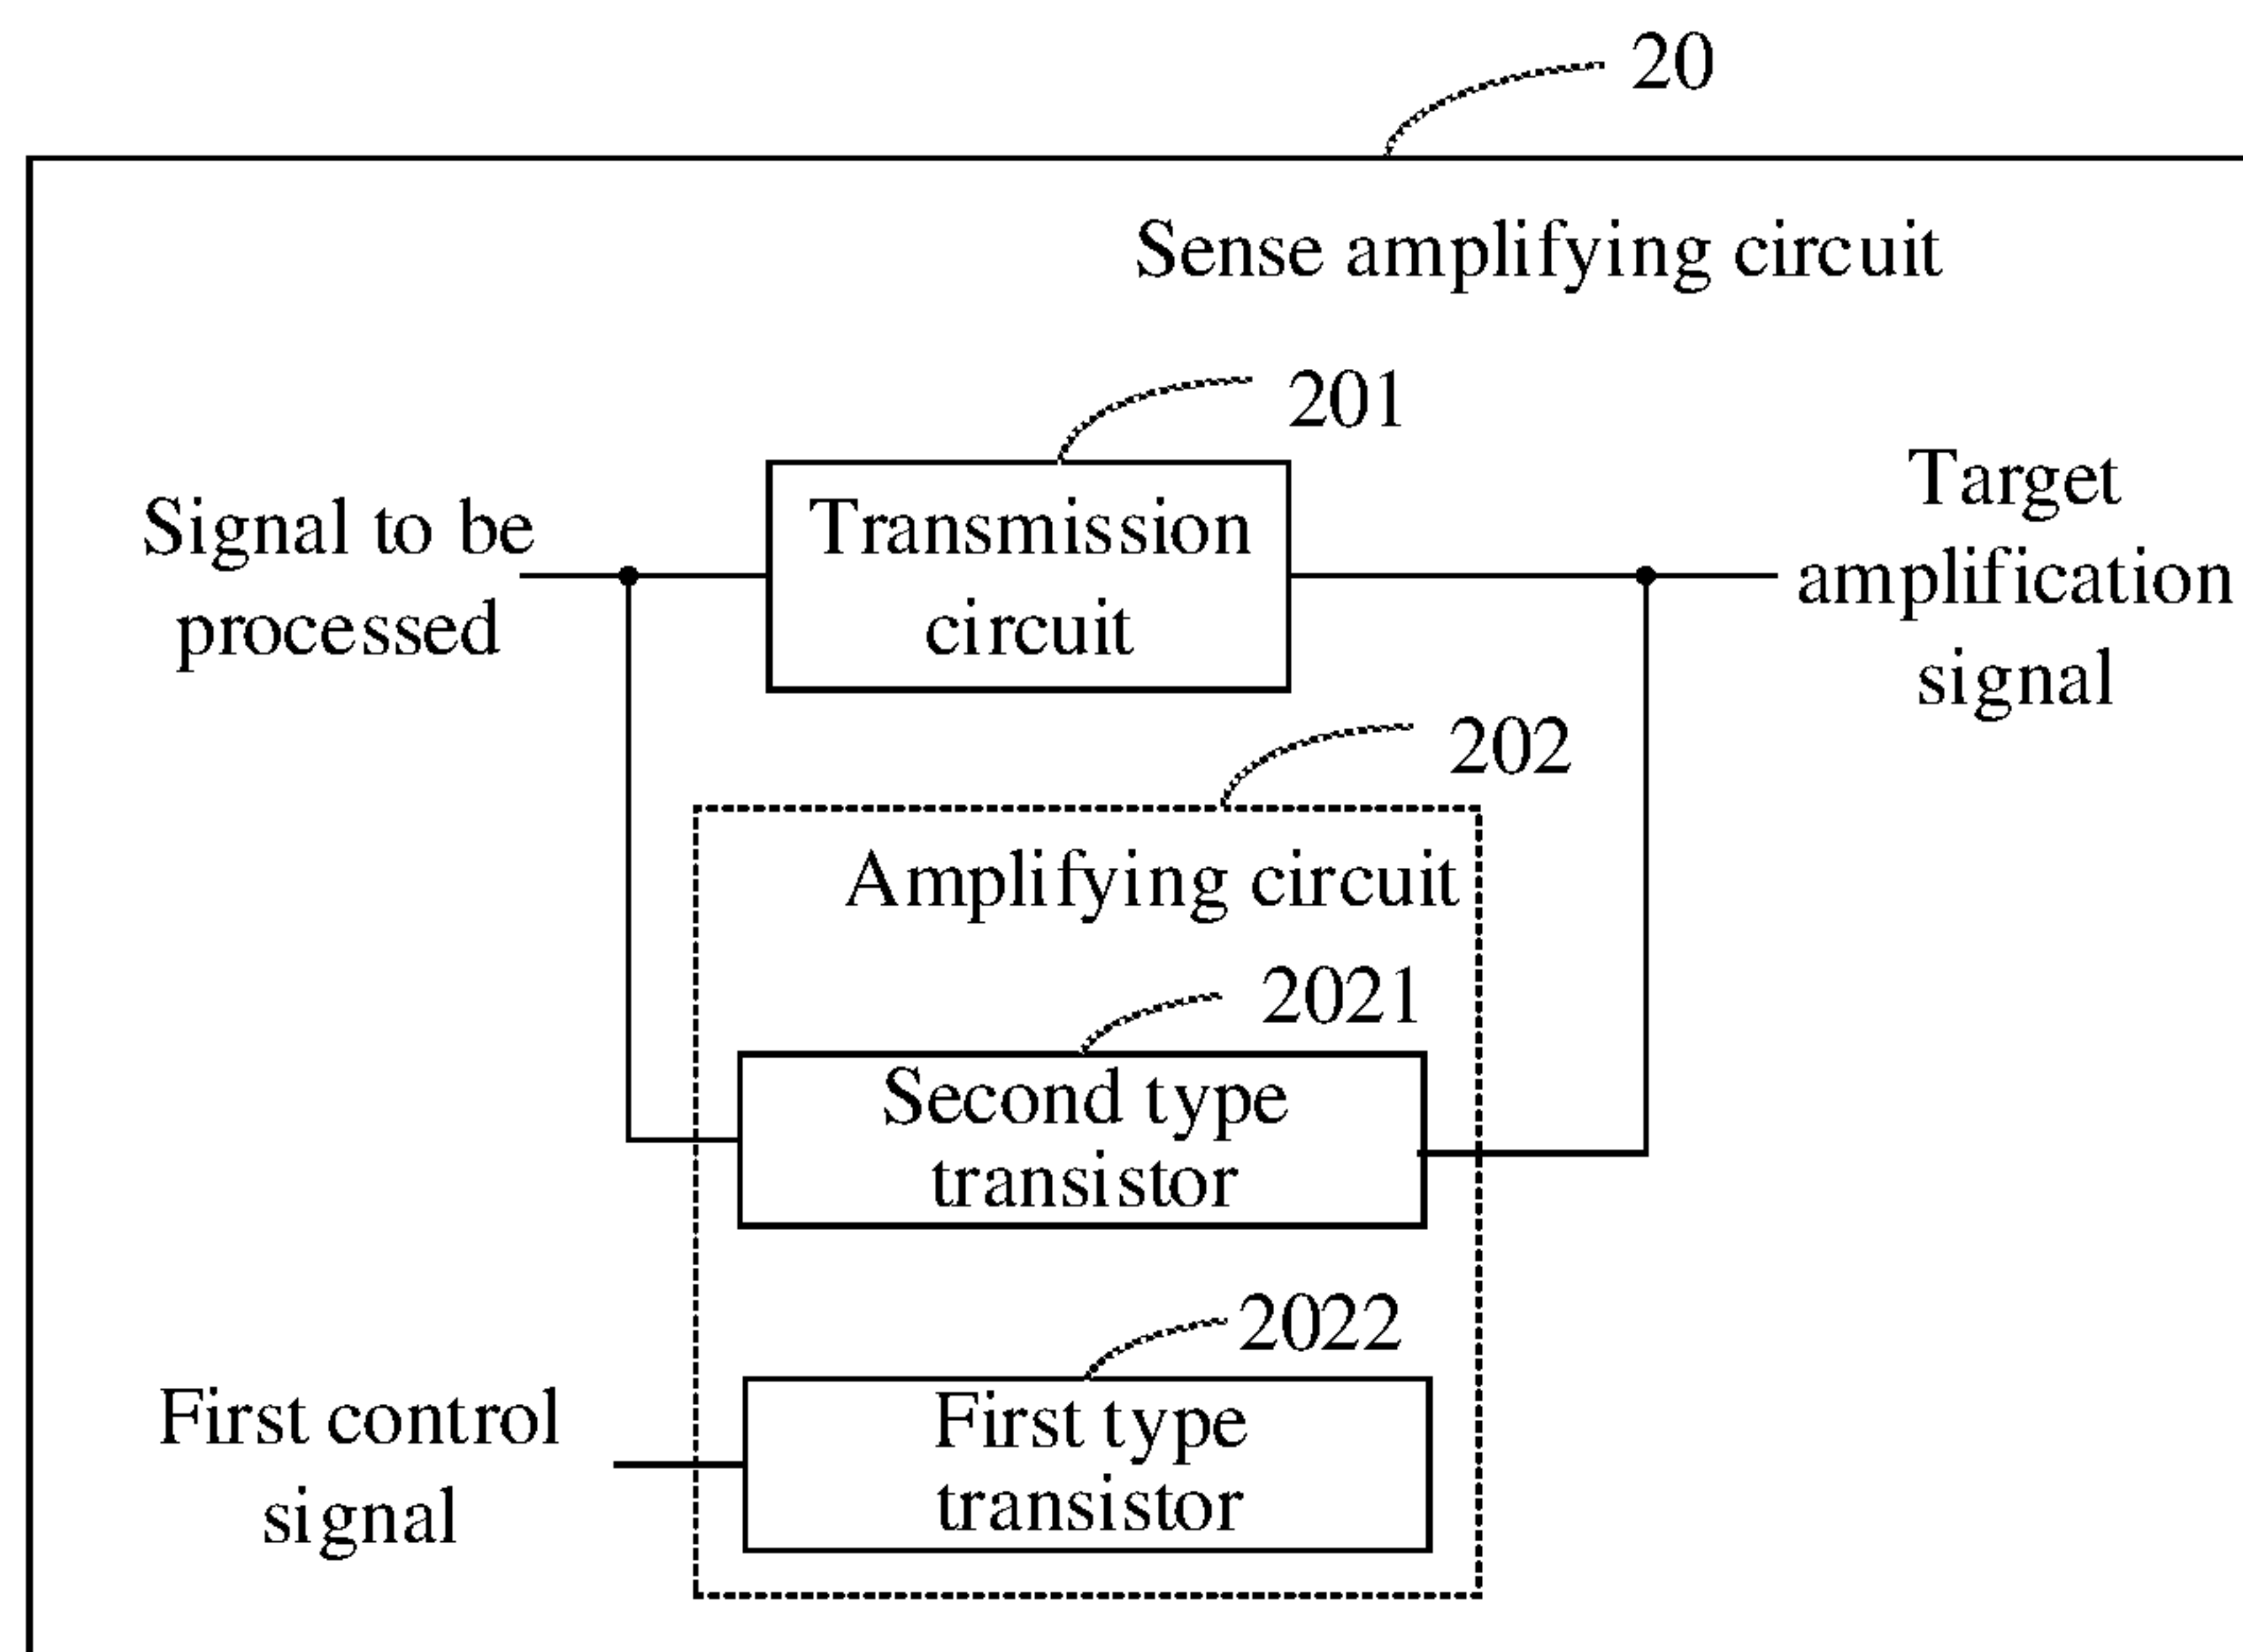 20
Sense amplifying circuit
201
Signal to be
processed
Transmission
circuit
Target
amplification
signal
202
Amplifying circuit
2021
Second type
transistor
2022
First type
transistor
First control
signal